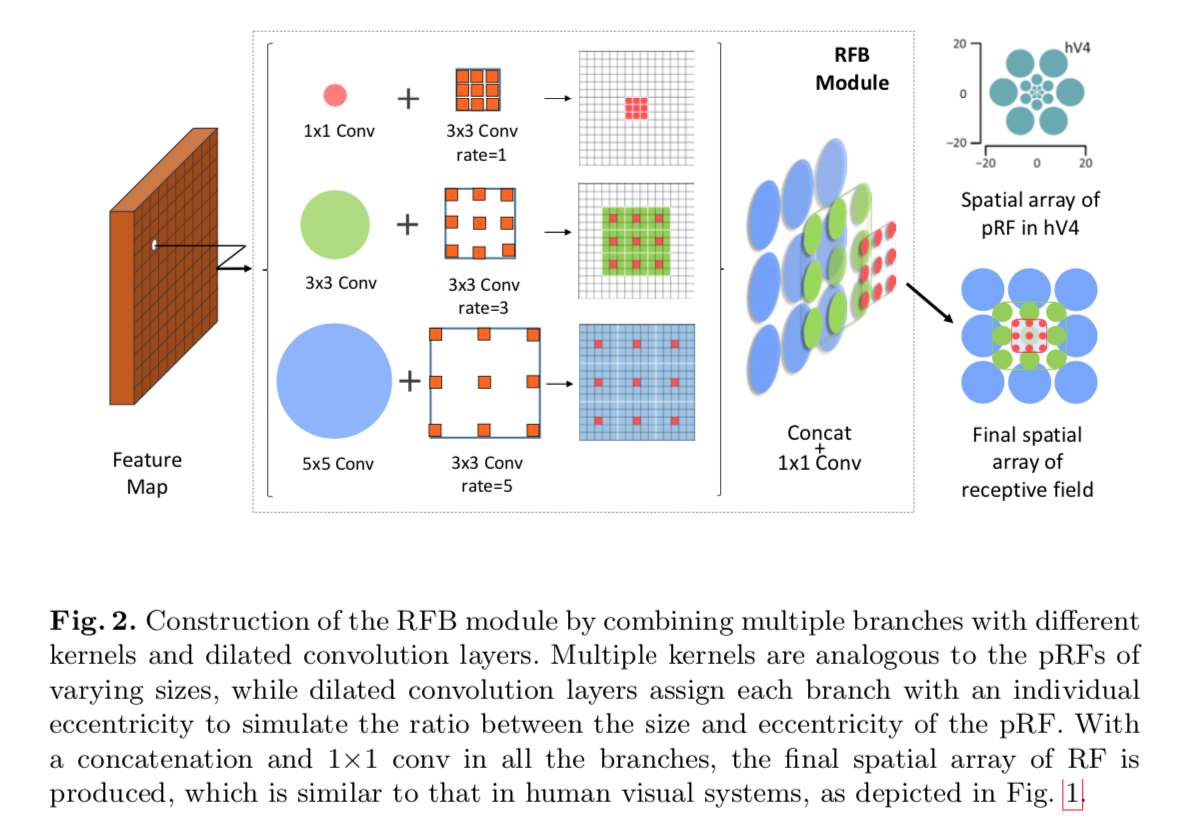 1x1 Conv
+
3x3 Conv
rate=1
3x3 Conv
+
3x3 Conv
rate=3
5x5 Conv
+
3x3 Conv
rate=5
Feature
Map
RFB
Module
Concat
+
1x1 Conv
hV4
20
0
−20
−20 0 20
Spatial array of
pRF in hV4
Final spatial
array of
receptive field
Fig. 2. Construction of the RFB module by combining multiple branches with different
kernels and dilated convolution layers. Multiple kernels are analogous to the pRFs of
varying sizes, while dilated convolution layers assign each branch with an individual
eccentricity to simulate the ratio between the size and eccentricity of the pRF. With
a concatenation and 1×1 conv in all the branches, the final spatial array of RF is
produced, which is similar to that in human visual systems, as depicted in Fig. 1.